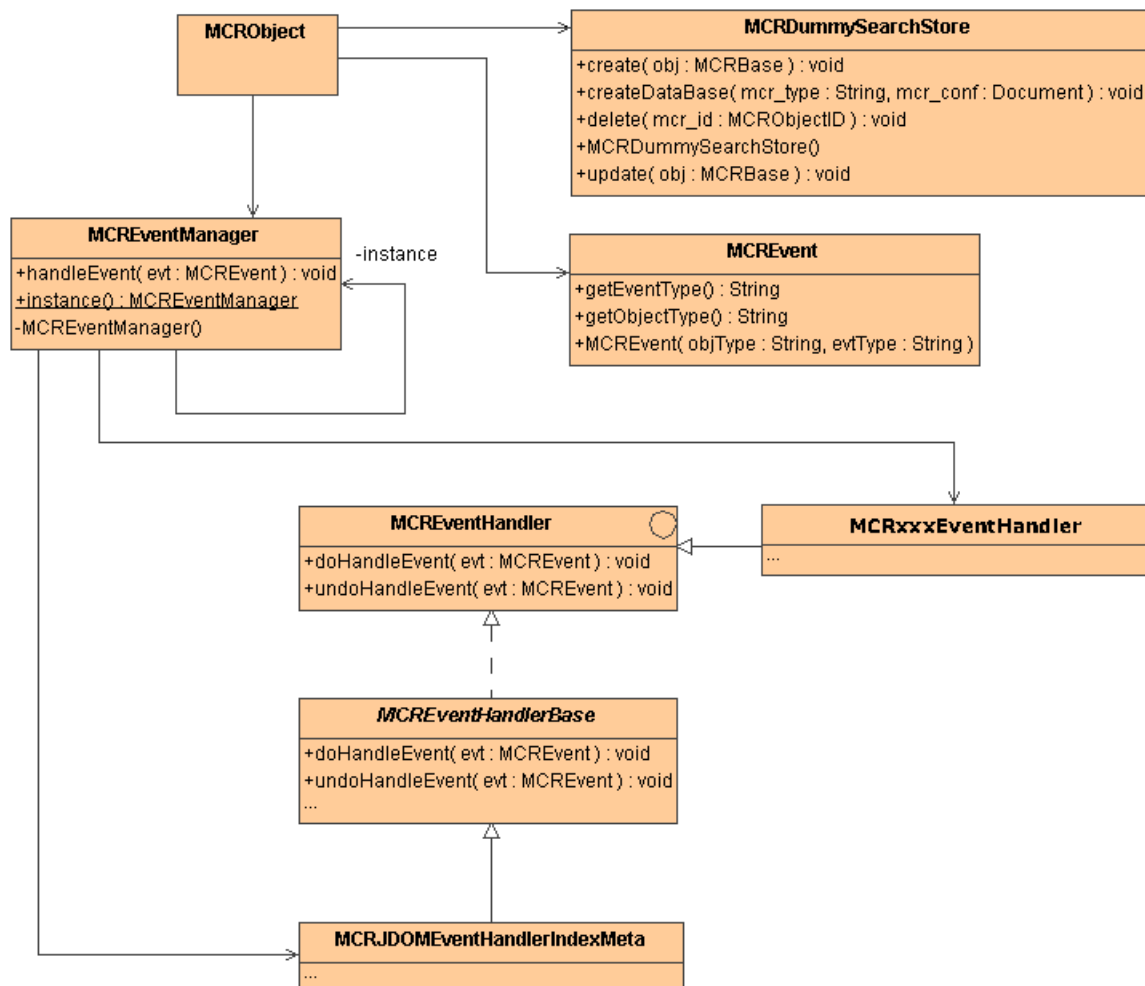 MCRObject
MCRDummySearchStore
+create( obj : MCRBase ) : void
+createDataBase( mcr_type : String, mcr_conf : Document ) : void
+delete( mcr_id : MCRObjectID ) : void
+MCRDummySearchStore()
+update( obj : MCRBase ) : void
MCREventManager
+handleEvent( evt : MCREvent ) : void
+instance() : MCREventManager
-MCREventManager()
-instance
MCREvent
+getEventType() : String
+getObjectType() : String
+MCREvent( objType : String, evtType : String )
MCREventHandler
+doHandleEvent( evt : MCREvent ) : void
+undoHandleEvent( evt : MCREvent ) : void
MCRxxxEventHandler
...
MCREventHandlerBase
+doHandleEvent( evt : MCREvent ) : void
+undoHandleEvent( evt : MCREvent ) : void
...
MCRJDOMEventHandlerIndexMeta
...